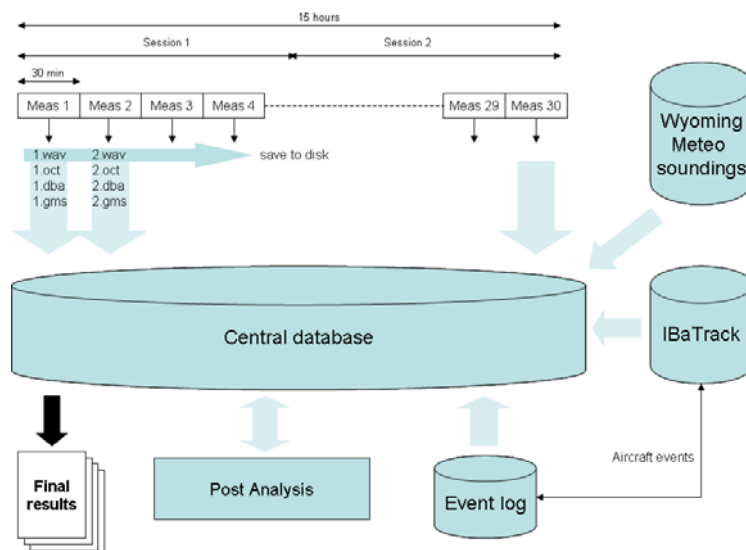 15 hours
Session 1
Session 2
30 min
Meas 1 Meas 2 Meas 3 Meas 4 Meas 29 Meas 30
1.wav 2.wav save to disk
1.oct 2.oct
1.dba 2.dba
1.gms 2.gms
Wyoming
Meteo
soundings
Central database
IBaTrack
Aircraft events
Final
results
Post Analysis
Event log